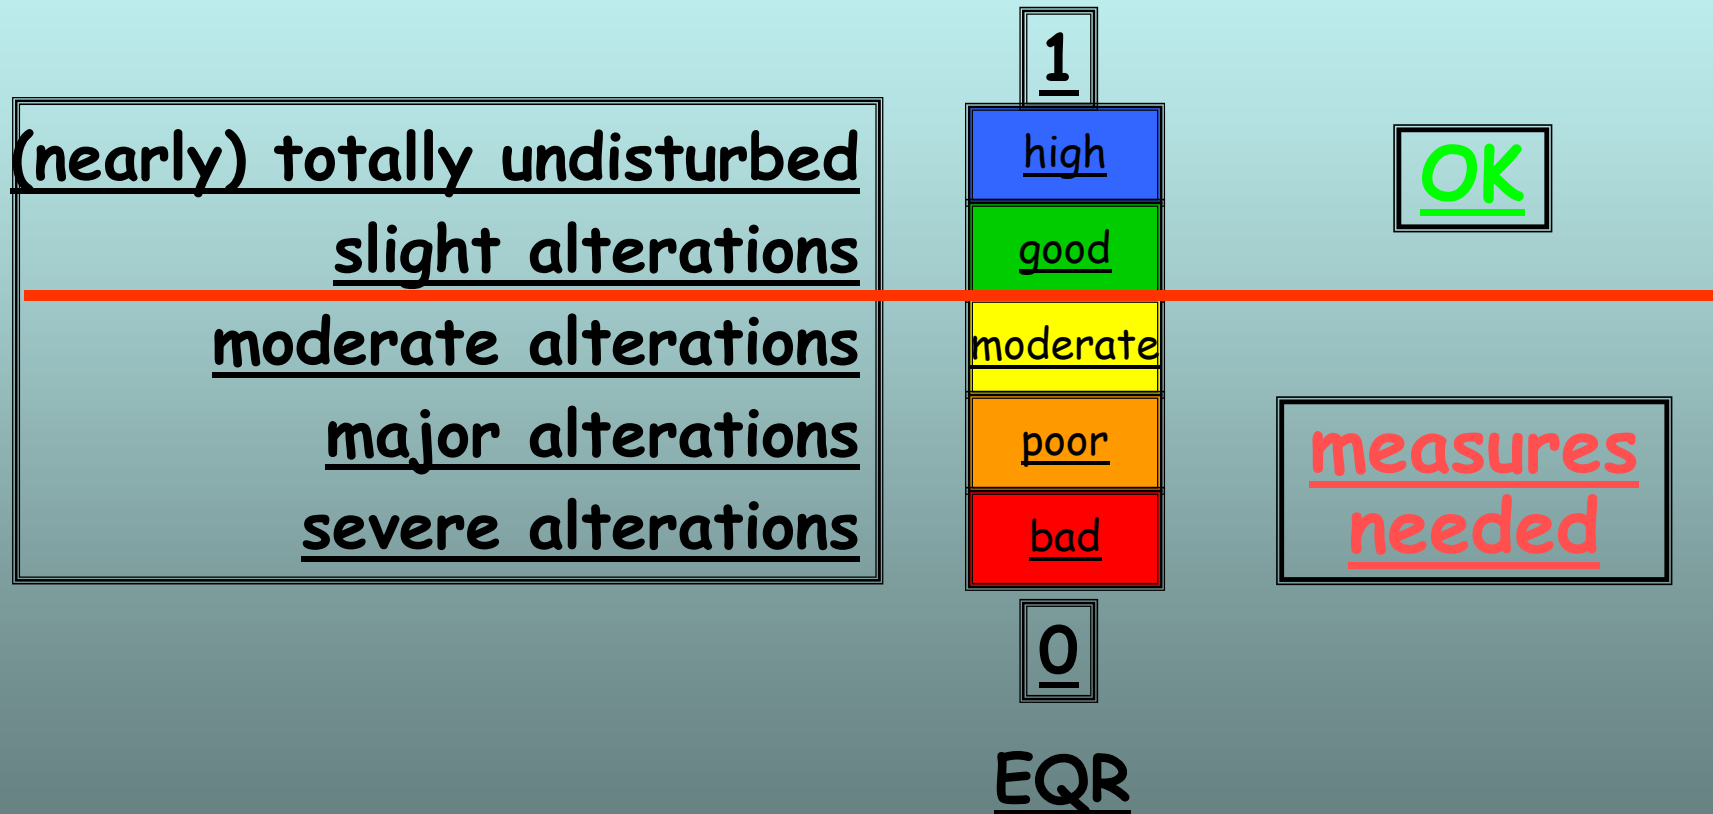 1
(nearly) totally undisturbed
slight alterations
moderate alterations
major alterations
severe alterations
high
good
moderate
poor
bad
OK
measures
needed
0
EQR